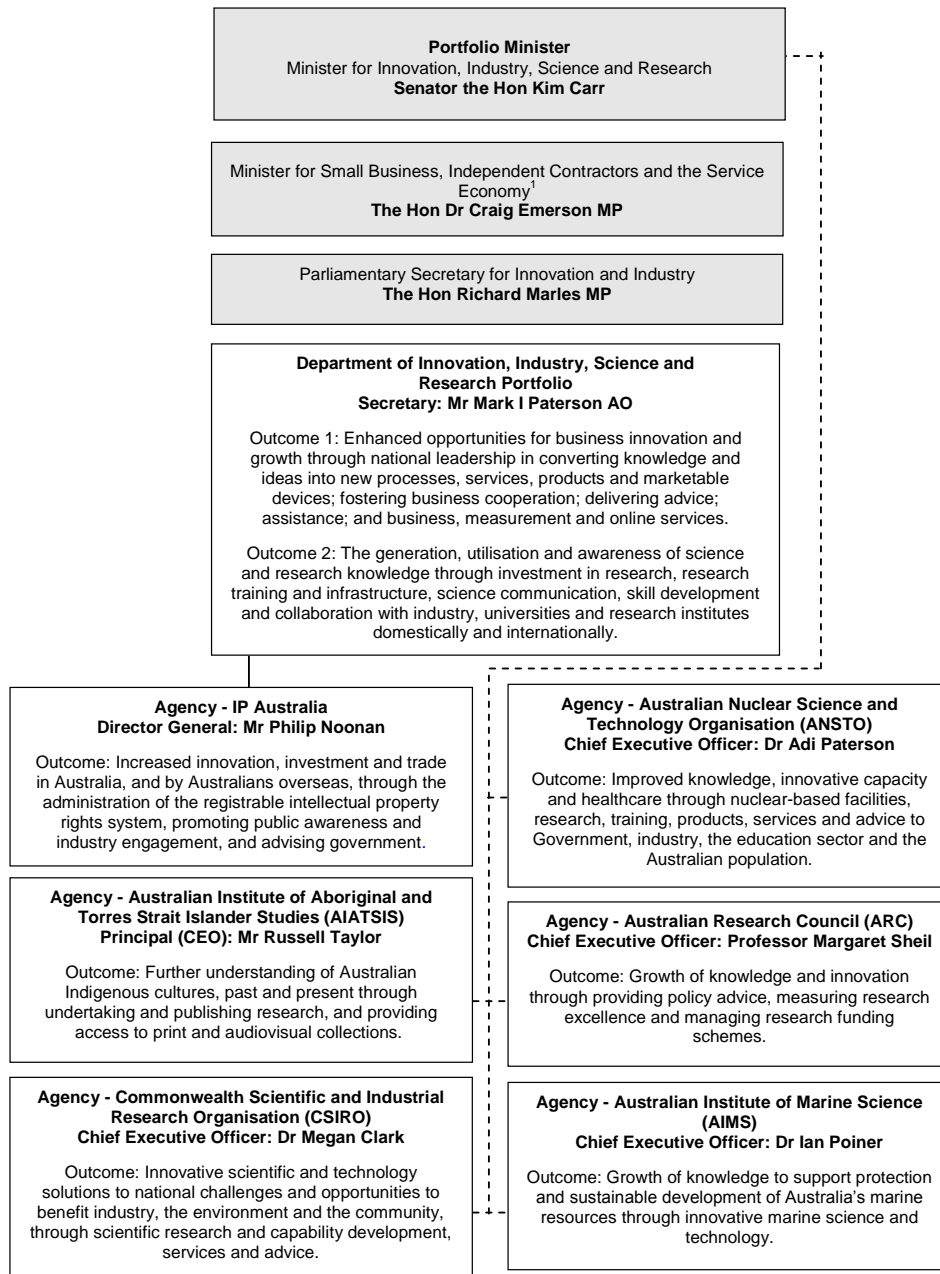 Portfolio Minister
Minister for Innovation, Industry, Science and Research
Senator the Hon Kim Carr
Minister for Small Business, Independent Contractors and the Service
Economy1
The Hon Dr Craig Emerson MP
Parliamentary Secretary for Innovation and Industry
The Hon Richard Marles MP
Department of Innovation, Industry, Science and
Research Portfolio
Secretary: Mr Mark I Paterson AO
Outcome 1: Enhanced opportunities for business innovation and
growth through national leadership in converting knowledge and
ideas into new processes, services, products and marketable
devices; fostering business cooperation; delivering advice;
assistance; and business, measurement and online services.
Outcome 2: The generation, utilisation and awareness of science
and research knowledge through investment in research, research
training and infrastructure, science communication, skill development
and collaboration with industry, universities and research institutes
domestically and internationally.
Agency - IP Australia
Director General: Mr Philip Noonan
Outcome: Increased innovation, investment and trade
in Australia, and by Australians overseas, through the
administration of the registrable intellectual property
rights system, promoting public awareness and
industry engagement, and advising government.
Agency - Australian Nuclear Science and
Technology Organisation (ANSTO)
Chief Executive Officer: Dr Adi Paterson
Outcome: Improved knowledge, innovative capacity
and healthcare through nuclear-based facilities,
research, training, products, services and advice to
Government, industry, the education sector and the
Australian population.
Agency - Australian Institute of Aboriginal and
Torres Strait Islander Studies (AIATSIS)
Principal (CEO): Mr Russell Taylor
Outcome: Further understanding of Australian
Indigenous cultures, past and present through
undertaking and publishing research, and providing
access to print and audiovisual collections.
Agency - Australian Research Council (ARC)
Chief Executive Officer: Professor Margaret Sheil
Outcome: Growth of knowledge and innovation
through providing policy advice, measuring research
excellence and managing research funding
schemes.
Agency - Commonwealth Scientific and Industrial
Research Organisation (CSIRO)
Chief Executive Officer: Dr Megan Clark
Outcome: Innovative scientific and technology
solutions to national challenges and opportunities to
benefit industry, the environment and the community,
through scientific research and capability development,
services and advice.
Agency - Australian Institute of Marine Science
(AIMS)
Chief Executive Officer: Dr Ian Poiner
Outcome: Growth of knowledge to support protection
and sustainable development of Australia's marine
resources through innovative marine science and
technology.